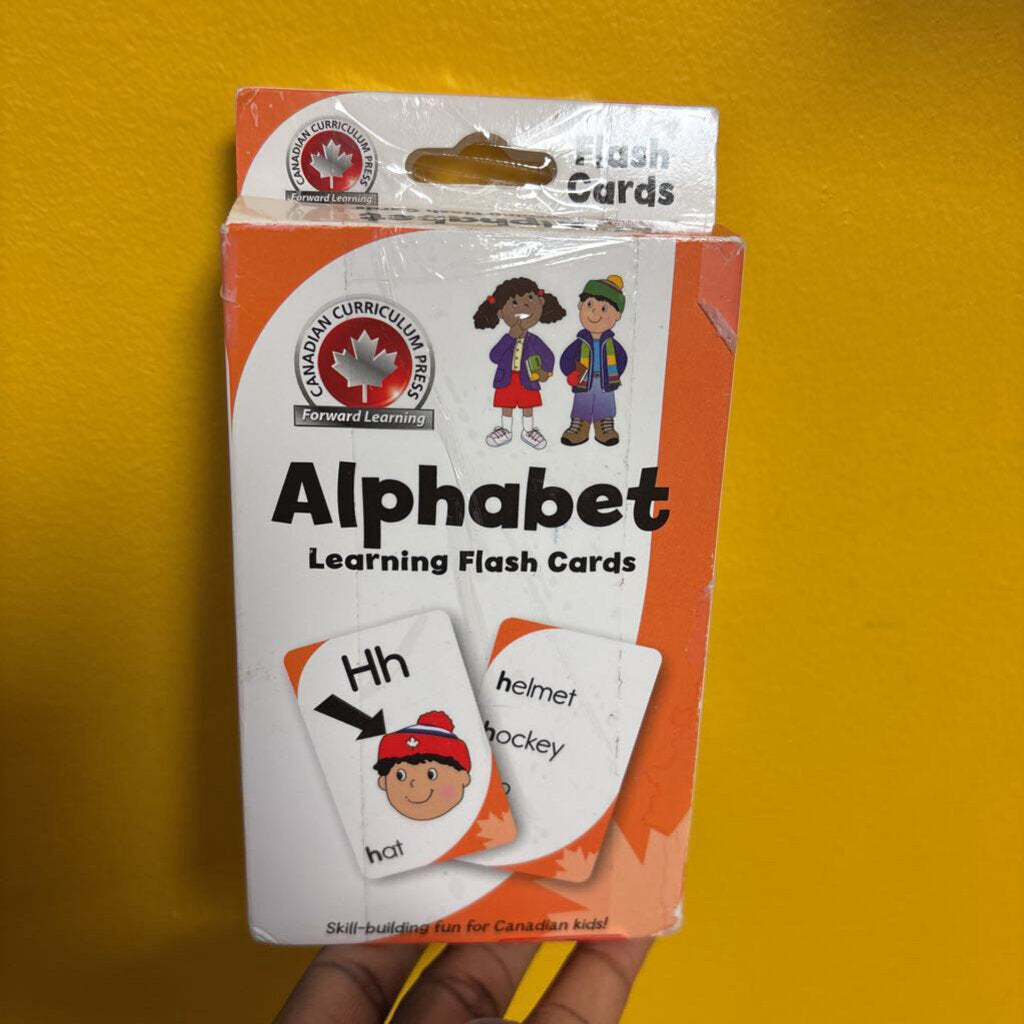 CANADIAN CURRICULUM PRESS
Forward Learning
Flash
Cards
CANADIAN CURRICULUM PRESS
Forward Learning
Alphabet
Learning Flash Cards
Hh
hat
helmet
hockey
Skill-building fun for Canadian kids!